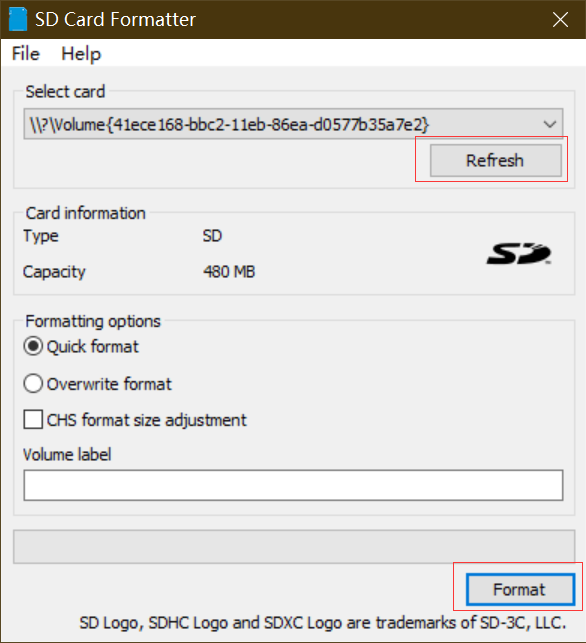 SD Card Formatter
File Help
Select card
\\?\Volume{41ece168-bbc2-11eb-86ea-d0577b35a7e2}
Refresh
Card information
Type SD
Capacity 480 MB
SD
Formatting options
Quick format
Overwrite format
CHS format size adjustment
Volume label
Format
SD Logo, SDHC Logo and SDXC Logo are trademarks of SD-3C, LLC.